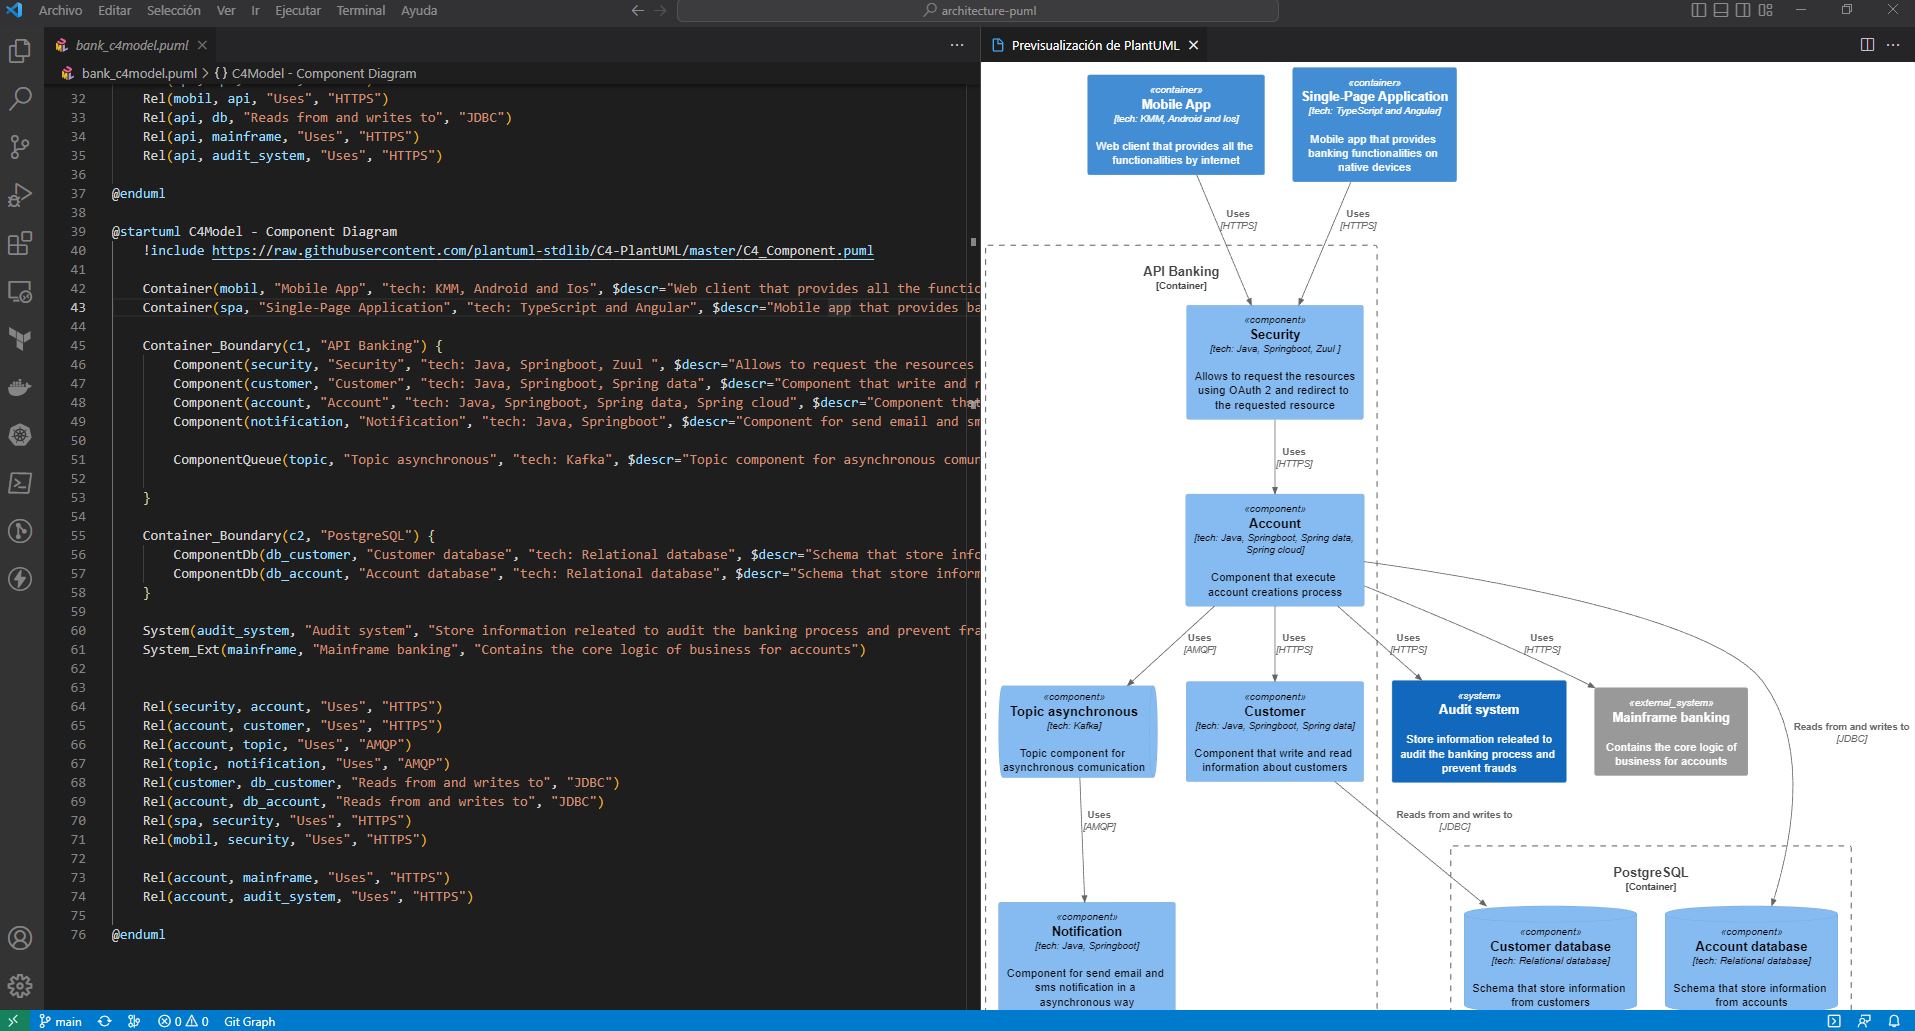 Archivo Editar Selección Ver Ir Ejecutar Terminal Ayuda
architecture-puml
bank_c4model.puml
bank_c4model.puml > {} C4Model - Component Diagram
32 Rel(mobil, api, "Uses", "HTTPS")
33 Rel(api, db, "Reads from and writes to", "JDBC")
34 Rel(api, mainframe, "Uses", "HTTPS")
35 Rel(api, audit_system, "Uses", "HTTPS")
36
37 @enduml
38
39 @startuml C4Model - Component Diagram
40 !include https://raw.githubusercontent.com/plantuml-stdlib/C4-PlantUML/master/C4_Component.puml
41
42 Container(mobil, "Mobile App", "tech: KMM, Android and Ios", $descr="Web client that provides all the functio
43 Container(spa, "Single-Page Application", "tech: TypeScript and Angular", $descr="Mobile app that provides ba
44
45 Container_Boundary(c1, "API Banking") {
46 Component(security, "Security", "tech: Java, Springboot, Zuul ", $descr="Allows to request the resources
47 Component(customer, "Customer", "tech: Java, Springboot, Spring data", $descr="Component that write and r
48 Component(account, "Account", "tech: Java, Springboot, Spring data, Spring cloud", $descr="Component that
49 Component(notification, "Notification", "tech: Java, Springboot", $descr="Component for send email and sm
50
51 ComponentQueue(topic, "Topic asynchronous", "tech: Kafka", $descr="Topic component for asynchronous comun
52
53 }
54
55 Container_Boundary(c2, "PostgreSQL") {
56 ComponentDb(db_customer, "Customer database", "tech: Relational database", $descr="Schema that store info
57 ComponentDb(db_account, "Account database", "tech: Relational database", $descr="Schema that store inform
58 }
59
60 System(audit_system, "Audit system", "Store information releated to audit the banking process and prevent fra
61 System_Ext(mainframe, "Mainframe banking", "Contains the core logic of business for accounts")
62
63
64 Rel(security, account, "Uses", "HTTPS")
65 Rel(account, customer, "Uses", "HTTPS")
66 Rel(account, topic, "Uses", "AMQP")
67 Rel(topic, notification, "Uses", "AMQP")
68 Rel(customer, db_customer, "Reads from and writes to", "JDBC")
69 Rel(account, db_account, "Reads from and writes to", "JDBC")
70 Rel(spa, security, "Uses", "HTTPS")
71 Rel(mobil, security, "Uses", "HTTPS")
72
73 Rel(account, mainframe, "Uses", "HTTPS")
74 Rel(account, audit_system, "Uses", "HTTPS")
75
76 @enduml
Previsualización de PlantUML
«container»
Mobile App
[tech: KMM, Android and Ios]
Web client that provides all the
functionalities by internet
«container»
Single-Page Application
[tech: TypeScript and Angular]
Mobile app that provides
banking functionalities on
native devices
Uses
[HTTPS]
Uses
[HTTPS]
API Banking
[Container]
«component»
Security
[tech: Java, Springboot, Zuul ]
Allows to request the resources
using OAuth 2 and redirect to
the requested resource
Uses
[HTTPS]
«component»
Account
[tech: Java, Springboot, Spring data,
Spring cloud]
Component that execute
account creations process
Uses
[AMQP]
Uses
[HTTPS]
Uses
[HTTPS]
Uses
[HTTPS]
Reads from and writes to
[JDBC]
«component»
Topic asynchronous
[tech: Kafka]
Topic component for
asynchronous comunication
«component»
Customer
[tech: Java, Springboot, Spring data]
Component that write and read
information about customers
«system»
Audit system
Store information releated to
audit the banking process and
prevent frauds
«external_system»
Mainframe banking
Contains the core logic of
business for accounts
Uses
[AMQP]
Reads from and writes to
[JDBC]
PostgreSQL
[Container]
«component»
Notification
[tech: Java, Springboot]
Component for send email and
sms notification in a
asynchronous way
«component»
Customer database
[tech: Relational database]
Schema that store information
from customers
«component»
Account database
[tech: Relational database]
Schema that store information
from accounts
main 0 0 Git Graph